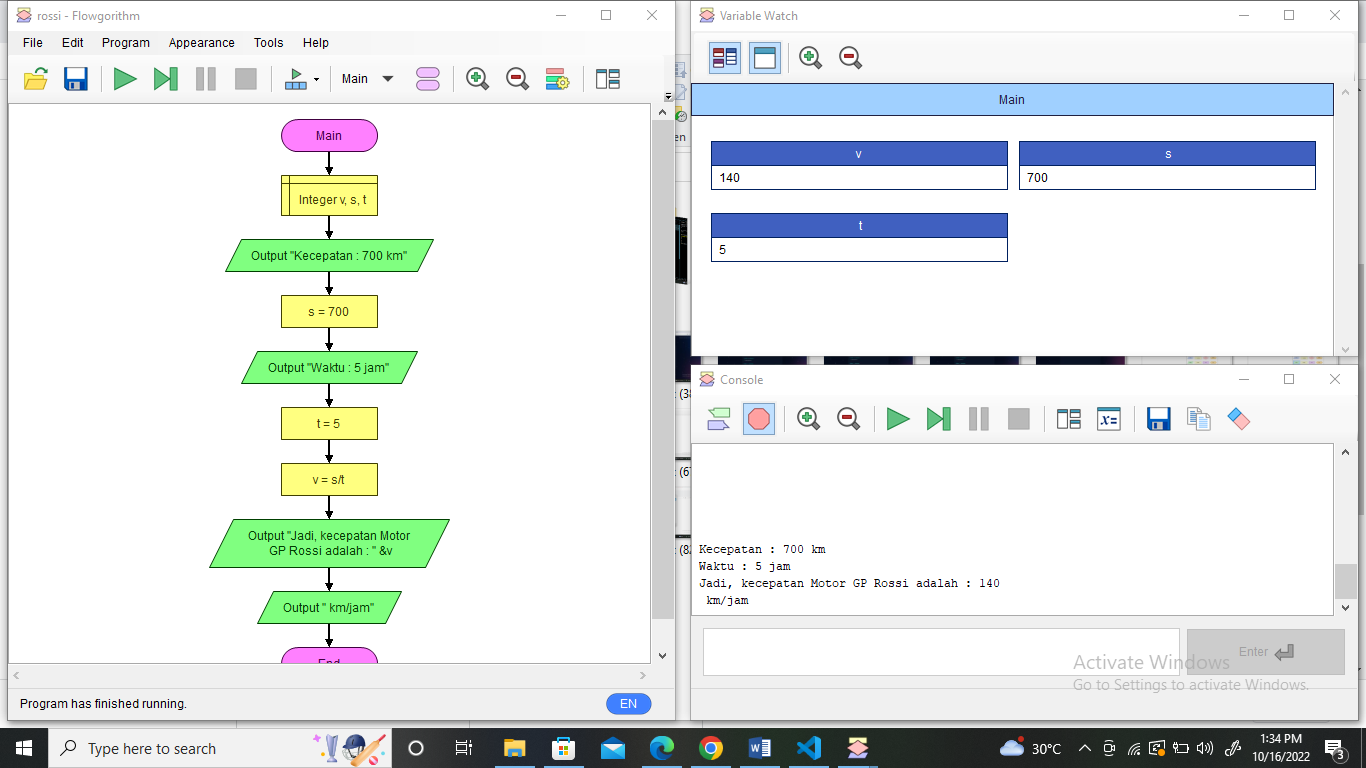 rossi - Flowgorithm
File Edit Program Appearance Tools Help
Main
Main
Integer v, s, t
Output "Kecepatan : 700 km"
s = 700
Output "Waktu : 5 jam"
t = 5
v = s/t
Output "Jadi, kecepatan Motor
GP Rossi adalah : " &v
Output " km/jam"
End
Program has finished running.
EN
Variable Watch
Main
v
140
s
700
t
5
en
Console
x=
Kecepatan : 700 km
Waktu : 5 jam
Jadi, kecepatan Motor GP Rossi adalah : 140
km/jam
Enter
Activate Windows
Go to Settings to activate Windows.
Type here to search
30°C
1:34 PM
10/16/2022
3